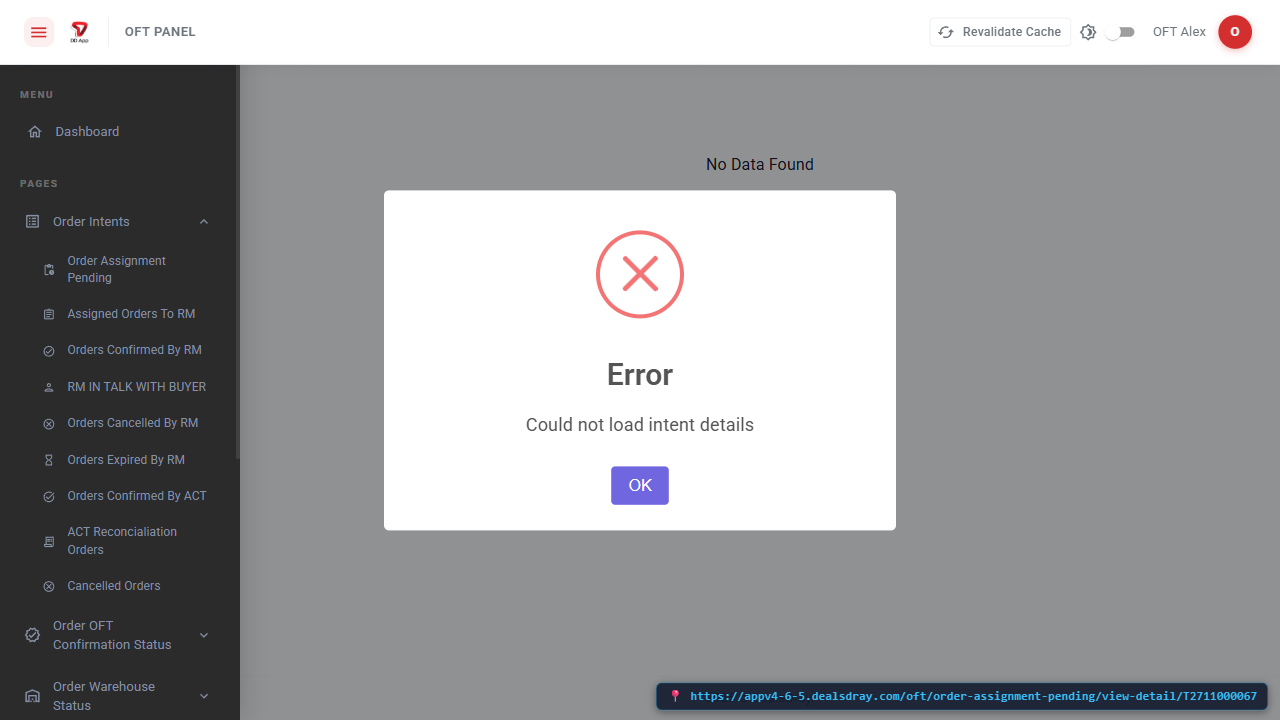 DD-App
OFT PANEL
Revalidate Cache
OFT Alex
O
MENU
Dashboard
PAGES
Order Intents
Order Assignment
Pending
Assigned Orders To RM
Orders Confirmed By RM
RM IN TALK WITH BUYER
Orders Cancelled By RM
Orders Expired By RM
Orders Confirmed By ACT
ACT Reconcialiation
Orders
Cancelled Orders
Order OFT
Confirmation Status
Order Warehouse
Status
No Data Found
Error
Could not load intent details
OK
https://appv4-6-5.dealsdray.com/oft/order-assignment-pending/view-detail/T2711000067